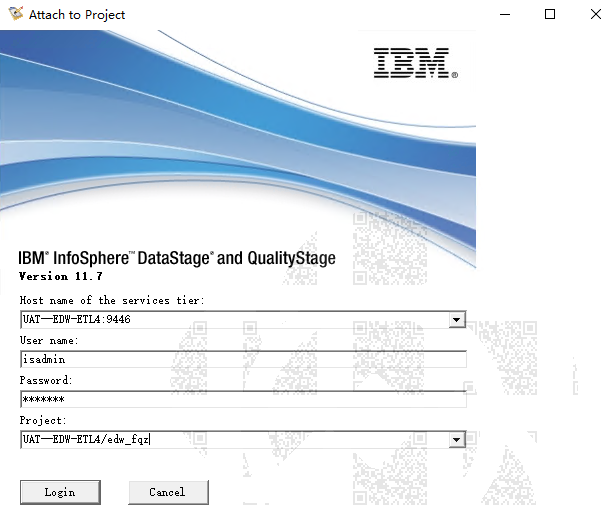 Attach to Project
IBM®
IBM® InfoSphere™ DataStage® and QualityStage
Version 11.7
Host name of the services tier:
UAT--EDW-ETL4:9446
User name:
isadmin
Password:
*******
Project:
UAT--EDW-ETL4/edw_fqz
Login
Cancel